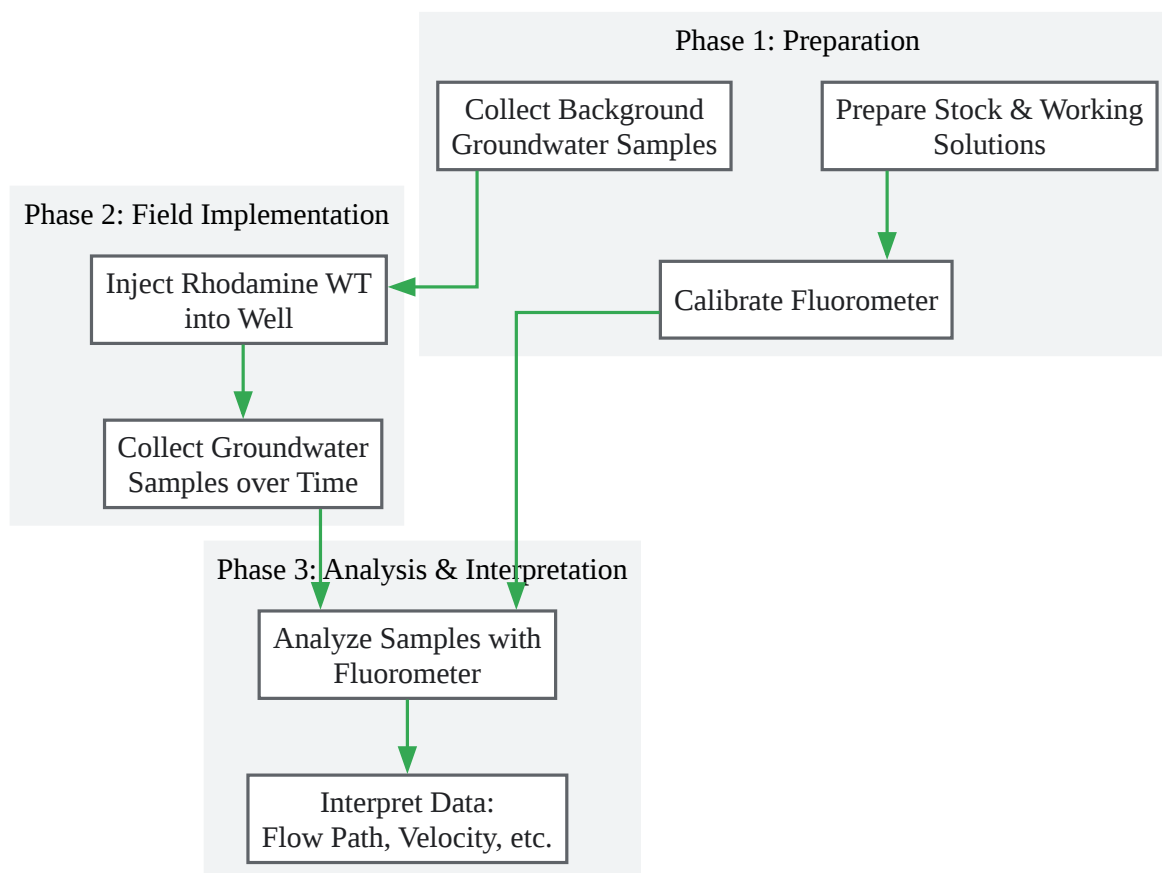 Phase 1: Preparation
Collect Background
Groundwater Samples
Prepare Stock & Working
Solutions
Calibrate Fluorometer
Phase 2: Field Implementation
Inject Rhodamine WT
into Well
Collect Groundwater
Samples over Time
Phase 3: Analysis & Interpretation
Analyze Samples with
Fluorometer
Interpret Data:
Flow Path, Velocity, etc.